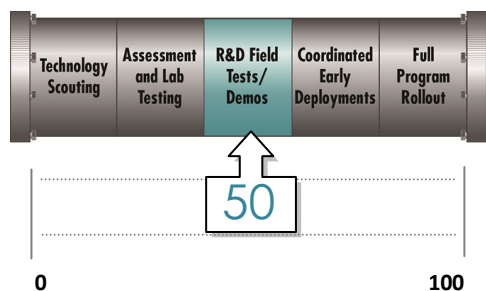 Technology
Scouting
Assessment
and Lab
Testing
R&D Field
Tests/
Demos
Coordinated
Early
Deployments
Full
Program
Rollout
50
0
100